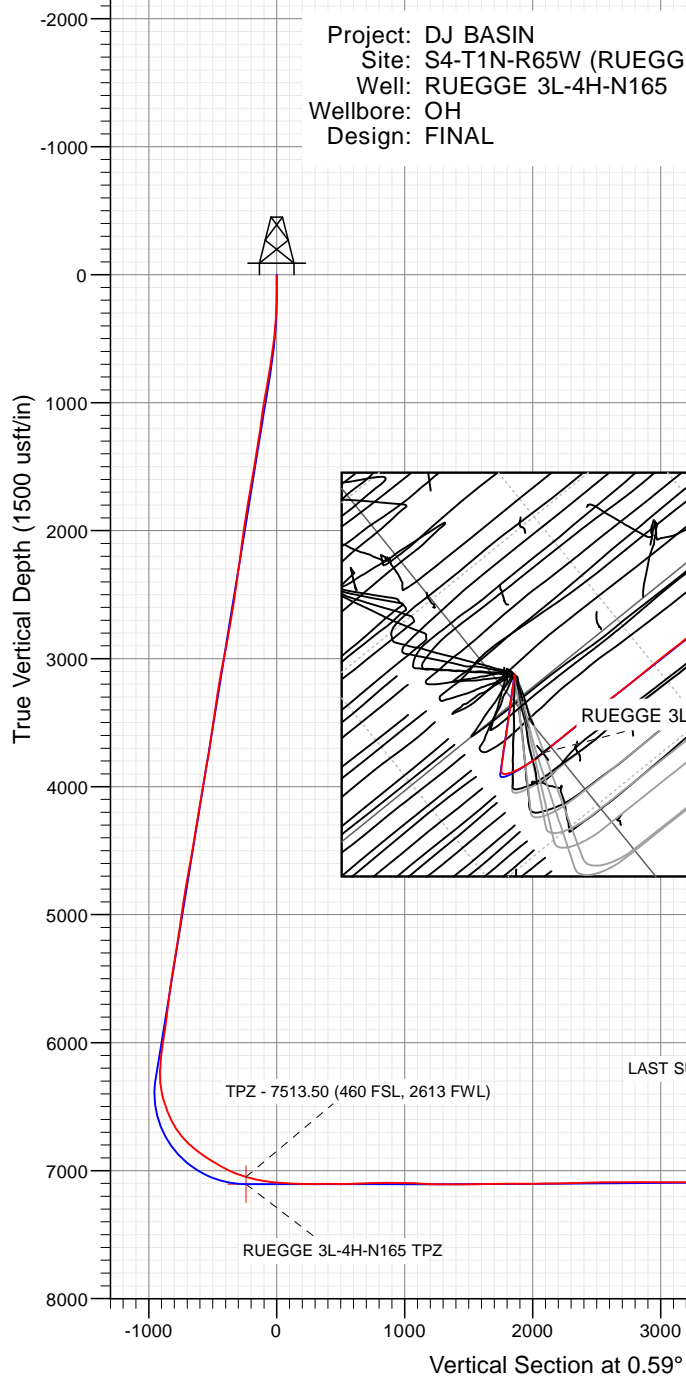 Project: DJ BASIN
Site: S4-T1N-R65W (RUEGG
Well: RUEGGE 3L-4H-N165
Wellbore: OH
Design: FINAL
-2000
-1000
0
1000
2000
3000
4000
5000
6000
7000
8000
True Vertical Depth (1500 usft/in)
RUEGGE 3L
LAST SU
TPZ - 7513.50 (460 FSL, 2613 FWL)
RUEGGE 3L-4H-N165 TPZ
-1000
0
1000
2000
3000
Vertical Section at 0.59°